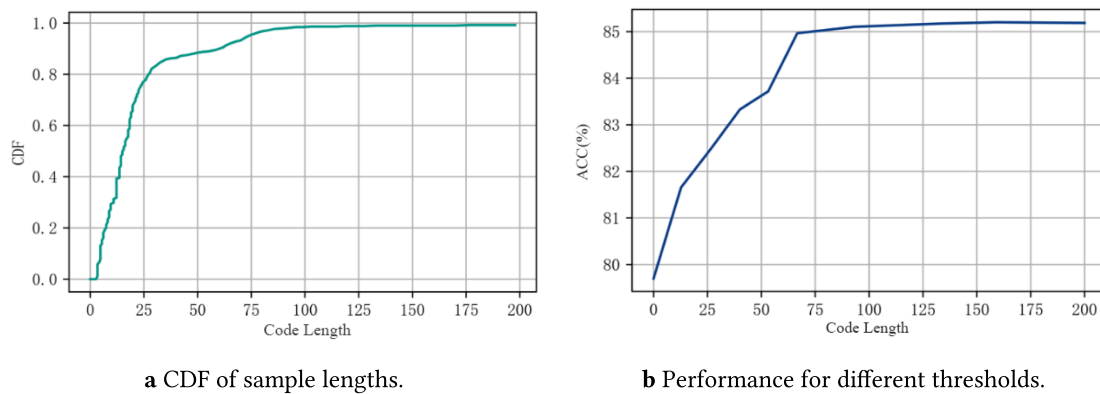 1.0
0.8
0.6
0.4
0.2
0.0
CDF
0 25 50 75 100 125 150 175 200
Code Length
a CDF of sample lengths.
85
84
83
82
81
80
ACC(%)
0 25 50 75 100 125 150 175 200
Code Length
b Performance for different thresholds.